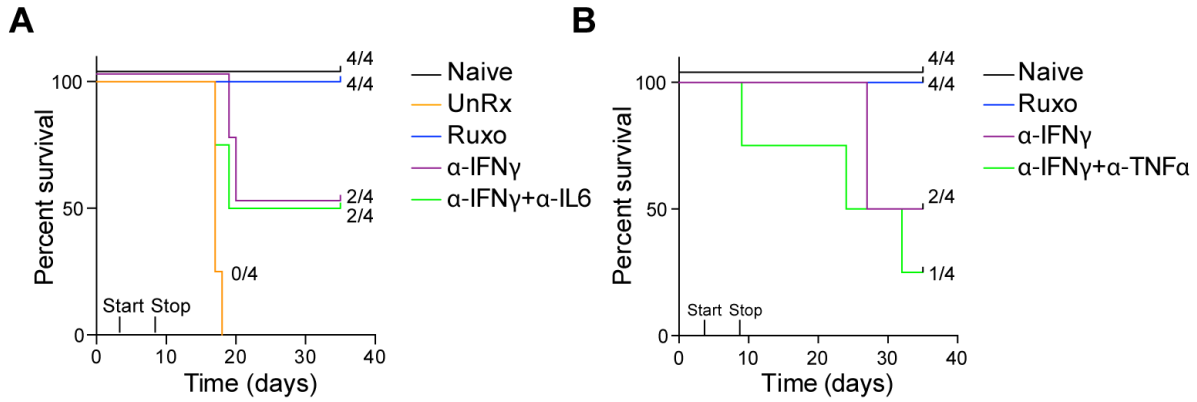 A
Percent survival
100
50
0
0
10
20
30
40
Time (days)
Start Stop
4/4
4/4
2/4
2/4
0/4
Naive
UnRx
Ruxo
α-IFNγ
α-IFNγ+α-IL6
B
Percent survival
100
50
0
0
10
20
30
40
Time (days)
Start Stop
4/4
4/4
2/4
1/4
Naive
Ruxo
α-IFNγ
α-IFNγ+α-TNFα